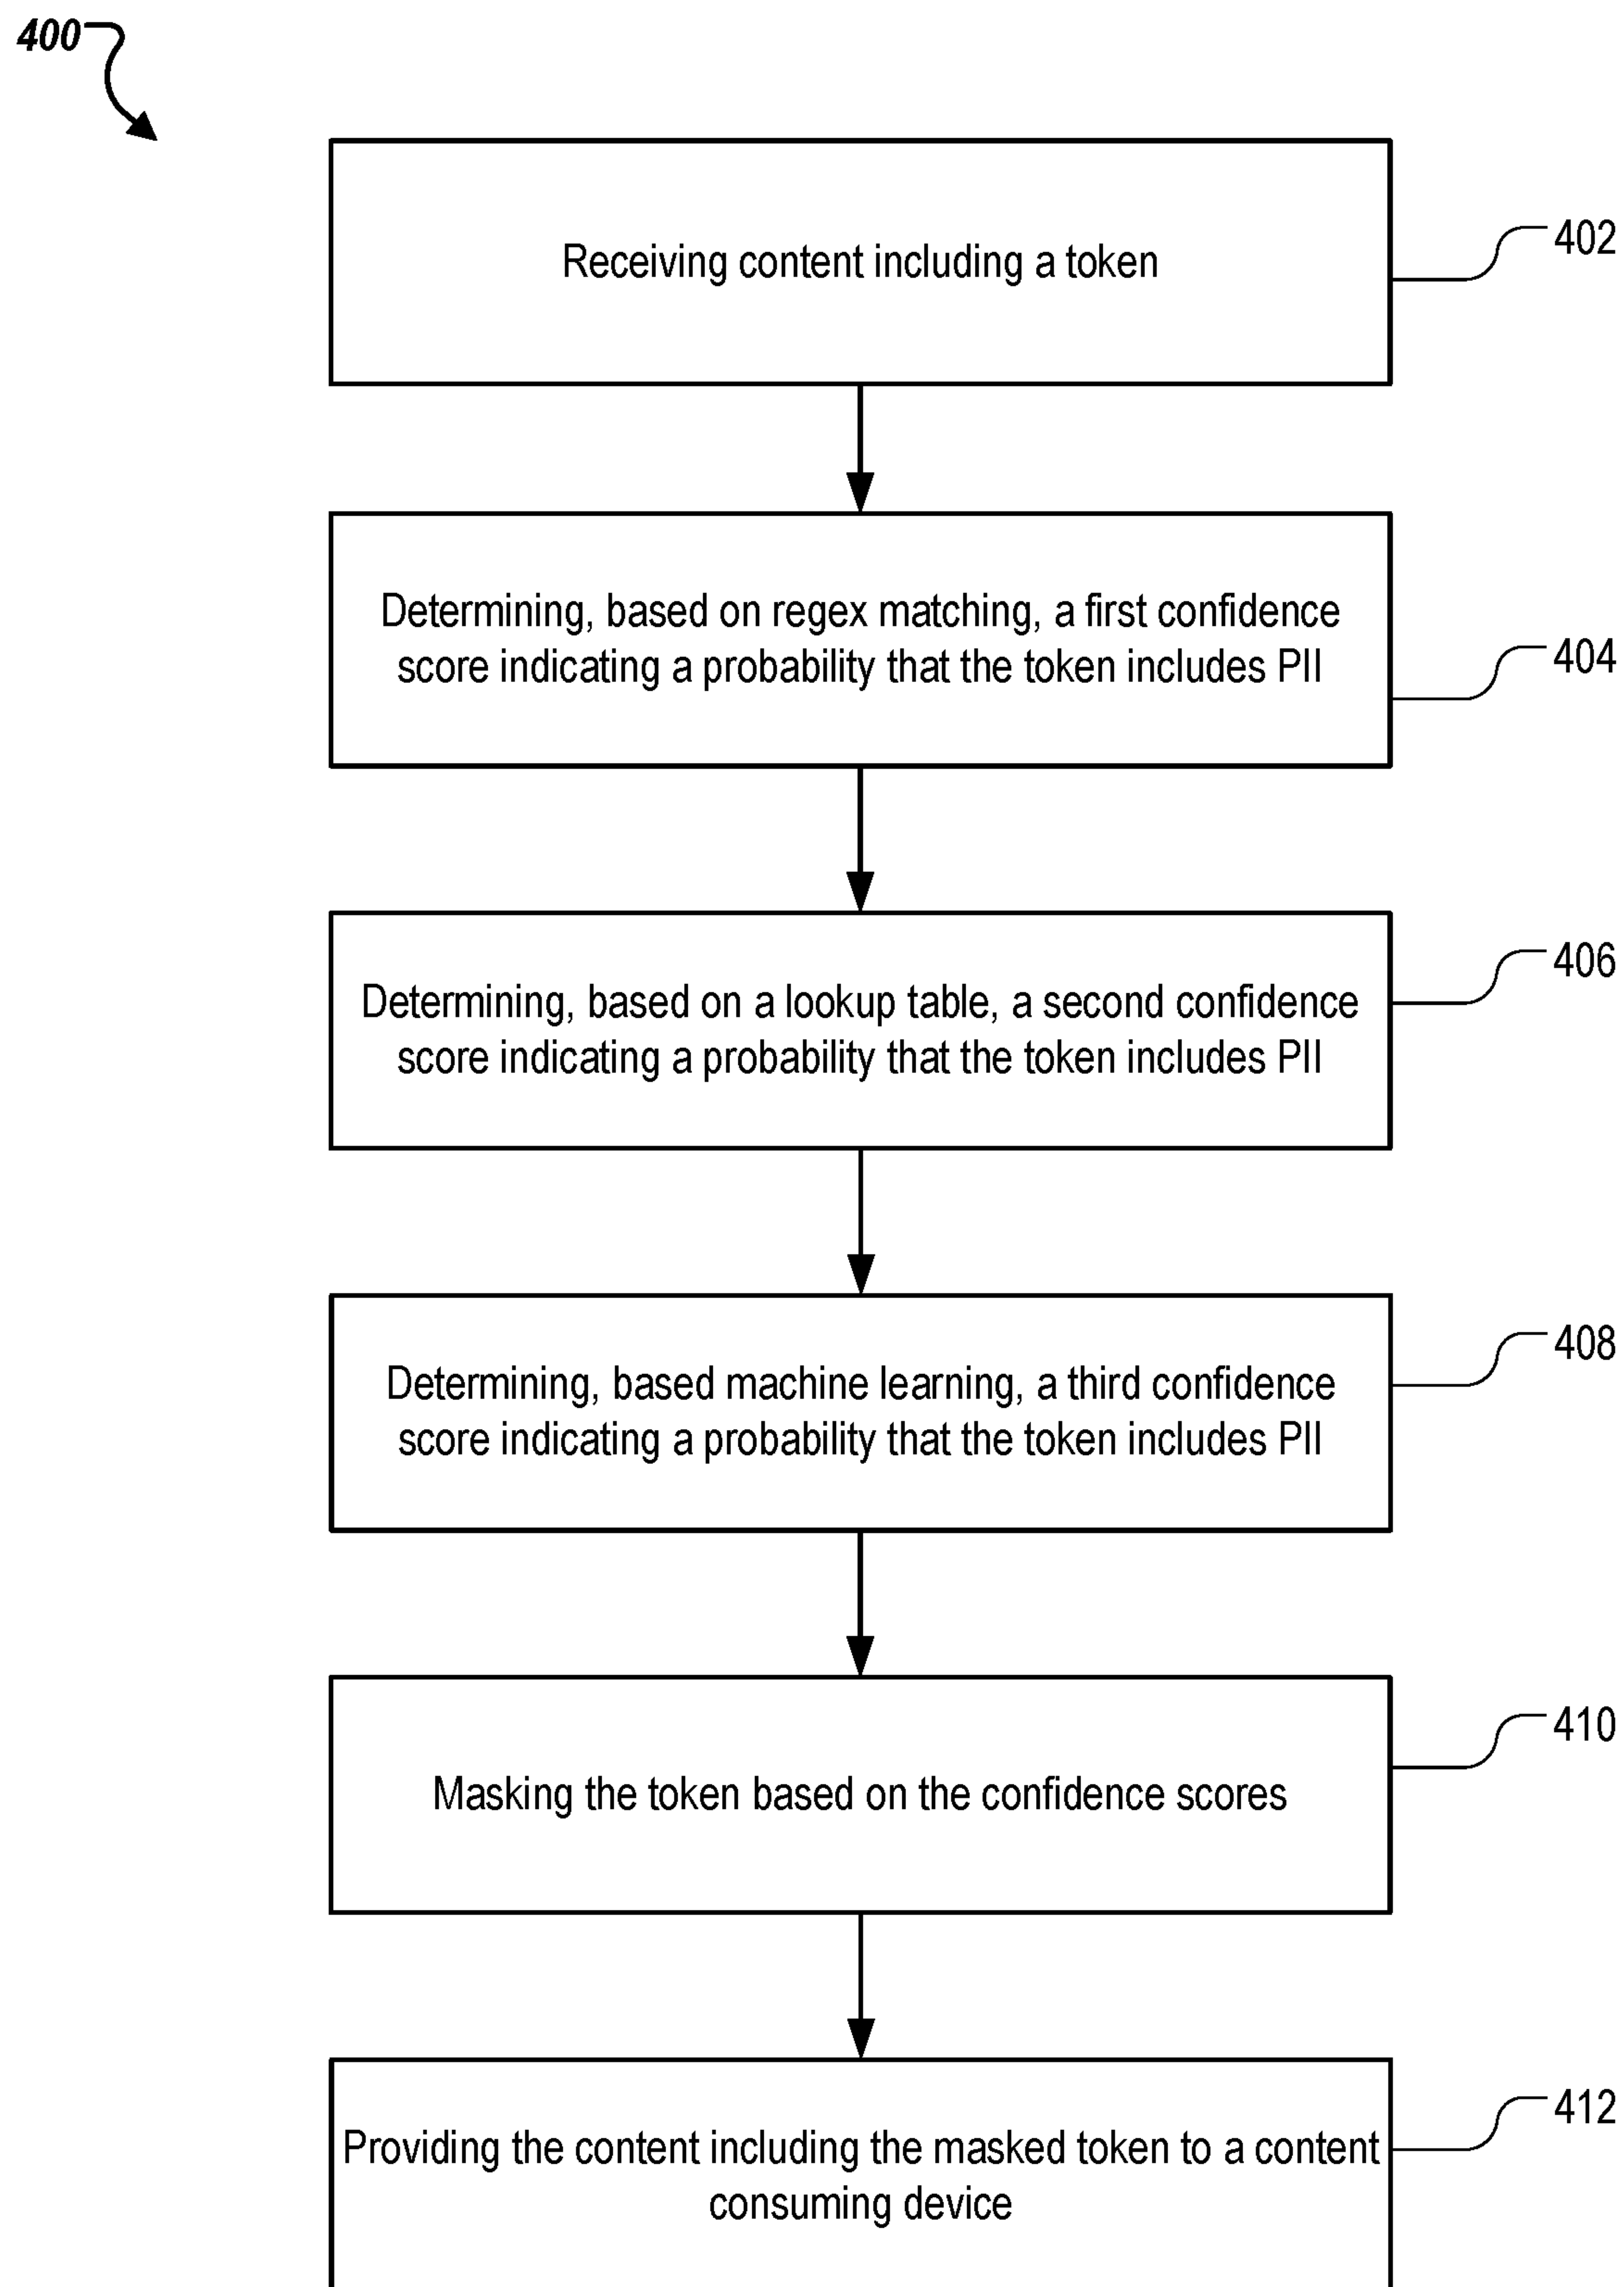 400
Receiving content including a token
402
Determining, based on regex matching, a first confidence
score indicating a probability that the token includes PII
404
Determining, based on a lookup table, a second confidence
score indicating a probability that the token includes PII
406
Determining, based machine learning, a third confidence
score indicating a probability that the token includes PII
408
Masking the token based on the confidence scores
410
Providing the content including the masked token to a content
consuming device
412